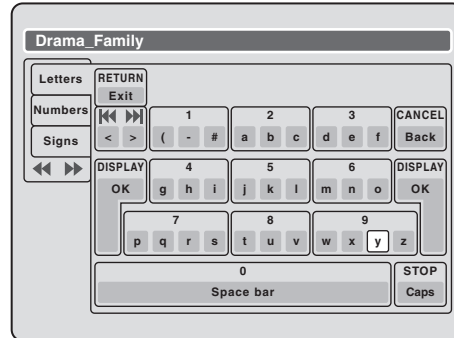 Drama_Family
Letters
Numbers
Signs
RETURN
Exit
< >
1
( - #
2
a b c
3
d e f
CANCEL
Back
DISPLAY
OK
4
g h i
5
j k l
6
m n o
DISPLAY
OK
7
p q r s
8
t u v
9
w x y z
0
Space bar
STOP
Caps